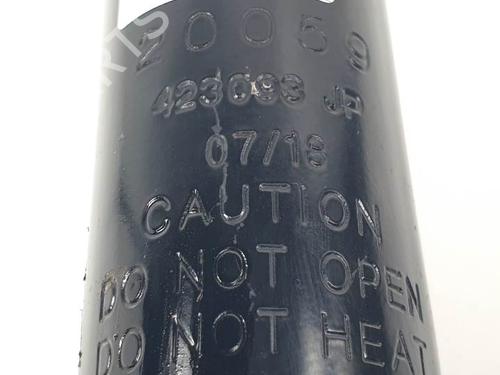 20059
423093 JP
07/18
CAUTION
DO NOT OPEN
DO NOT HEAT